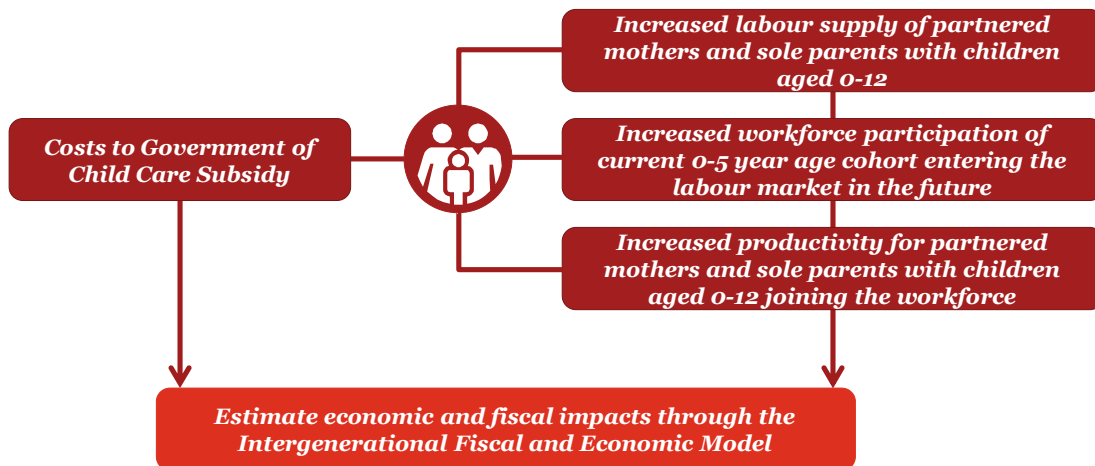 Increased labour supply of partnered
mothers and sole parents with children
aged 0-12
Costs to Government of
Child Care Subsidy
Increased workforce participation of
current 0-5 year age cohort entering the
labour market in the future
Increased productivity for partnered
mothers and sole parents with children
aged 0-12 joining the workforce
Estimate economic and fiscal impacts through the
Intergenerational Fiscal and Economic Model